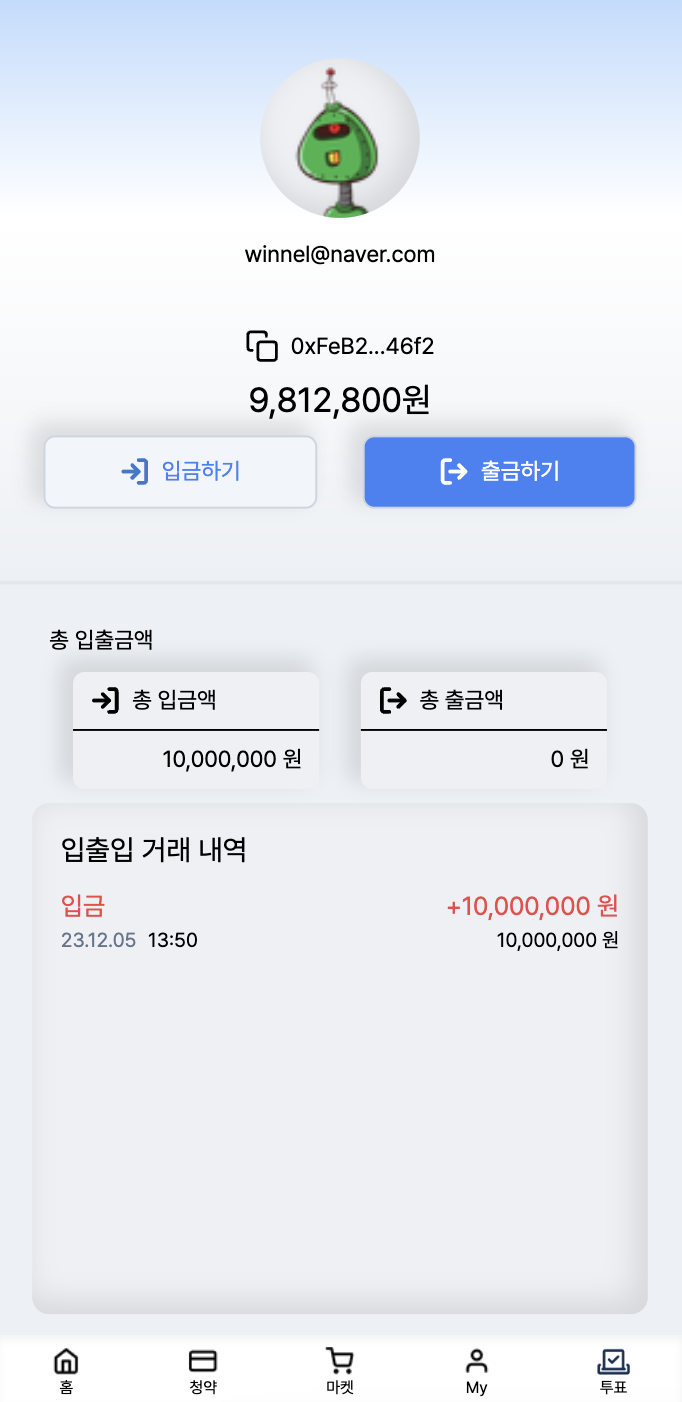 winnel@naver.com
0xFeB2...46f2
9,812,800원
입금하기
출금하기
총 입출금액
총 입금액
10,000,000 원
총 출금액
0 원
입출입 거래 내역
입금 +10,000,000 원
23.12.05 13:50 10,000,000 원
홈 청약 마켓 My 투표